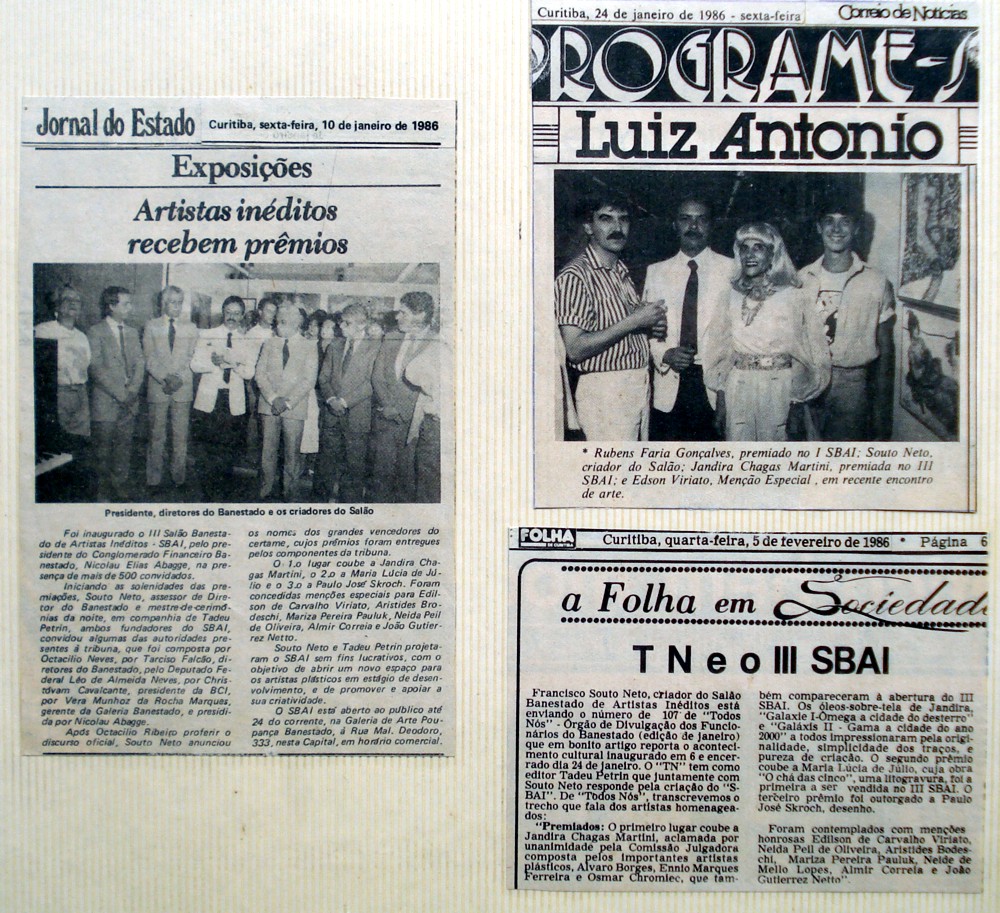 Jornal do Estado
Curitiba, sexta-feira, 10 de janeiro de 1986
Exposições
Artistas inéditos
recebem prêmios
Presidente, diretores do Banestado e os criadores do Salão
Foi inaugurado o III Salão Banesta-
do de Artistas Inéditos - SBAI, pelo pre-
sidente do Conglomerado Financeiro Ba-
nestado, Nicolau Elias Abagge, na pre-
sença de mais de 500 convidados.
Iniciando as solenidades das pre-
miações, Souto Neto, assessor de Dire-
tor do Banestado e mestre-de-cerimô-
nias da noite, em companhia de Tadeu
Petrin, ambos fundadores do SBAI,
convidou algumas das autoridades pre-
sentes à tribuna, que foi composta por
Octacílio Neves, por Tarciso Falcão, di-
retores do Banestado, pelo Deputado Fe-
deral Léo de Almeida Neves, por Chris-
tóvam Cavalcante, presidente da BCI,
por Vera Munhoz da Rocha Marques,
gerente da Galeria Banestado, e presidi-
da por Nicolau Abagge.
Após Octacílio Ribeiro proferir o
discurso oficial, Souto Neto anunciou
os nomes dos grandes vencedores do
certame, cujos prêmios foram entregues
pelos componentes da tribuna.
O 1.o lugar coube a Jandira Cha-
gas Martini, o 2.o a Maria Lúcia de Jú-
lio e o 3.o a Paulo José Skroch. Foram
concedidas menções especiais para Edil-
son de Carvalho Viriato, Aristides Bro-
deschi, Mariza Pereira Pauluk, Neida Peil
de Oliveira, Almir Correia e João Gutier-
rez Netto.
Souto Neto e Tadeu Petrin projeta-
ram o SBAI sem fins lucrativos, com o
objetivo de abrir um novo espaço para
os artistas plásticos em estágio de desen-
volvimento, e de promover e apoiar a
sua criatividade.
O SBAI está aberto ao público até
24 do corrente, na Galeria de Arte Pou-
pança Banestado, à Rua Mal. Deodoro,
333, nesta Capital, em horário comercial.
Curitiba, 24 de janeiro de 1986 - sexta-feira
Correio de Notícias
PROGRAME-S
Luiz Antonio
* Rubens Faria Gonçalves, premiado no I SBAI; Souto Neto,
criador do Salão; Jandira Chagas Martini, premiada no III
SBAI; e Edson Viriato, Menção Especial , em recente encontro
de arte.
FOLHA
DE CURITIBA
Curitiba, quarta-feira, 5 de fevereiro de 1986 * Página 6
a Folha em Sociedade
T N e o III SBAI
Francisco Souto Neto, criador do Salão
Banestado de Artistas Inéditos está
enviando o número de 107 de "Todos
Nós" - Órgão de Divulgação dos Funcio-
nários do Banestado (edição de janeiro)
que em bonito artigo reporta o aconteci-
mento cultural inaugurado em 6 e encer-
rado dia 24 de janeiro. O "TN" tem como
editor Tadeu Petrin que juntamente com
Souto Neto responde pela criação do "S-
BAI". De "Todos Nós", transcrevemos o
trecho que fala dos artistas homenagea-
dos:
"Premiados: O primeiro lugar coube a
Jandira Chagas Martini, aclamada por
unanimidade pela Comissão Julgadora
composta pelos importantes artistas
plásticos, Alvaro Borges, Ennio Marques
Ferreira e Osmar Chromiec, que tam-
bém compareceram à abertura do III
SBAI. Os óleos-sobre-tela de Jandira,
"Galaxie I-Ômega a cidade do desterro"
e "Galáxis II - Gama a cidade do ano
2000" a todos impressionaram pela origi-
nalidade, simplicidade dos traços, e
pureza de criação. O segundo prêmio
coube a Maria Lúcia de Júlio, cuja obra
"O chá das cinco", uma litogravura, foi a
primeira a ser vendida no III SBAI. O
terceiro prêmio foi outorgado a Paulo
José Skroch, desenho.
Foram contemplados com menções
honrosas Edilson de Carvalho Viriato,
Neida Peil de Oliveira, Aristides Bodes-
chi, Mariza Pereira Pauluk, Neide de
Mello Lopes, Almir Correia e João
Gutierrez Netto".